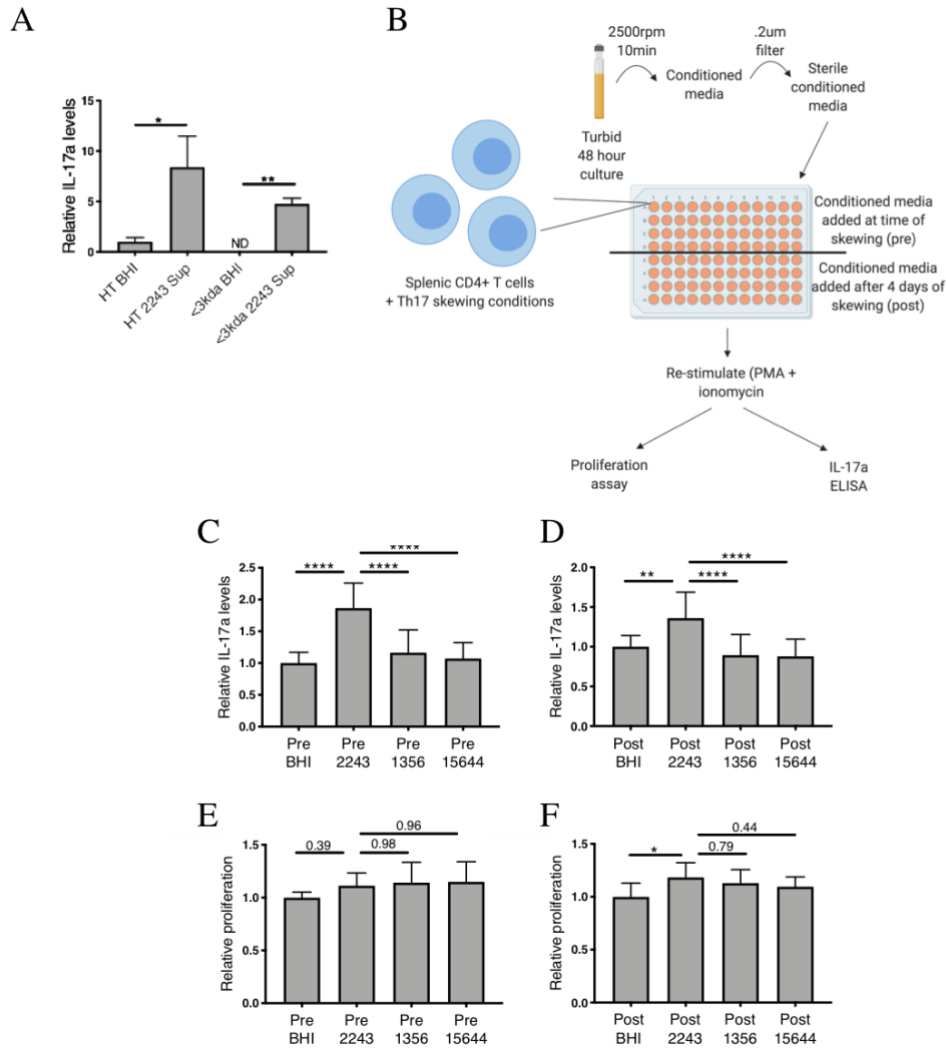 A
Relative IL-17a levels
15
10
5
0
*
**
ND
HT BHI
HT 2243 Sup
<3kda BHI
<3kda 2243 Sup
B
2500rpm
10min
.2um
filter
Conditioned
media
Sterile
conditioned
media
Turbid
48 hour
culture
Splenic CD4+ T cells
+ Th17 skewing conditions
Conditioned media
added at time of
skewing (pre)
Conditioned media
added after 4 days of
skewing (post)
Re-stimulate (PMA +
ionomycin
Proliferation
assay
IL-17a
ELISA
C
Relative IL-17a levels
2.5
2.0
1.5
1.0
0.5
0.0
****
****
****
Pre
BHI
Pre
2243
Pre
1356
Pre
15644
D
Relative IL-17a levels
2.0
1.5
1.0
0.5
0.0
****
**
****
Post
BHI
Post
2243
Post
1356
Post
15644
E
Relative proliferation
1.5
1.0
0.5
0.0
0.96
0.39
0.98
Pre
BHI
Pre
2243
Pre
1356
Pre
15644
F
Relative proliferation
1.5
1.0
0.5
0.0
0.44
*
0.79
Post
BHI
Post
2243
Post
1356
Post
15644